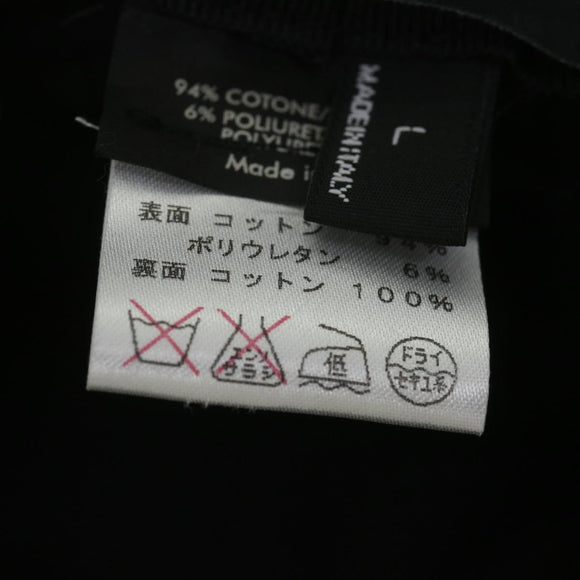 94% COTONE/
6% POLIURET
POLYURE
Made i
MADE IN ITALY
L
表面 コットン 94%
ポリウレタン 6%
裏面 コットン 100%
エンソ
サラシ
低
ドライ
セキユ系